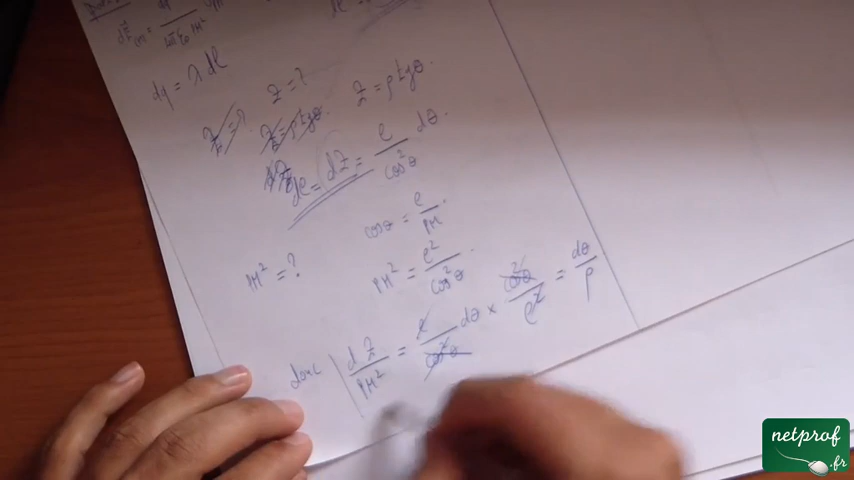 dq = λ dl
Z = ? Z = ρ tgθ.
dl = dZ = ρ/cos²θ dθ.
cosθ = ρ/PM.
PM² = ? PM² = ρ²/cos²θ.
donc dZ/PM² = ρ/cos²θ dθ × cos²θ/ρ² = dθ/ρ
netprof
.fr